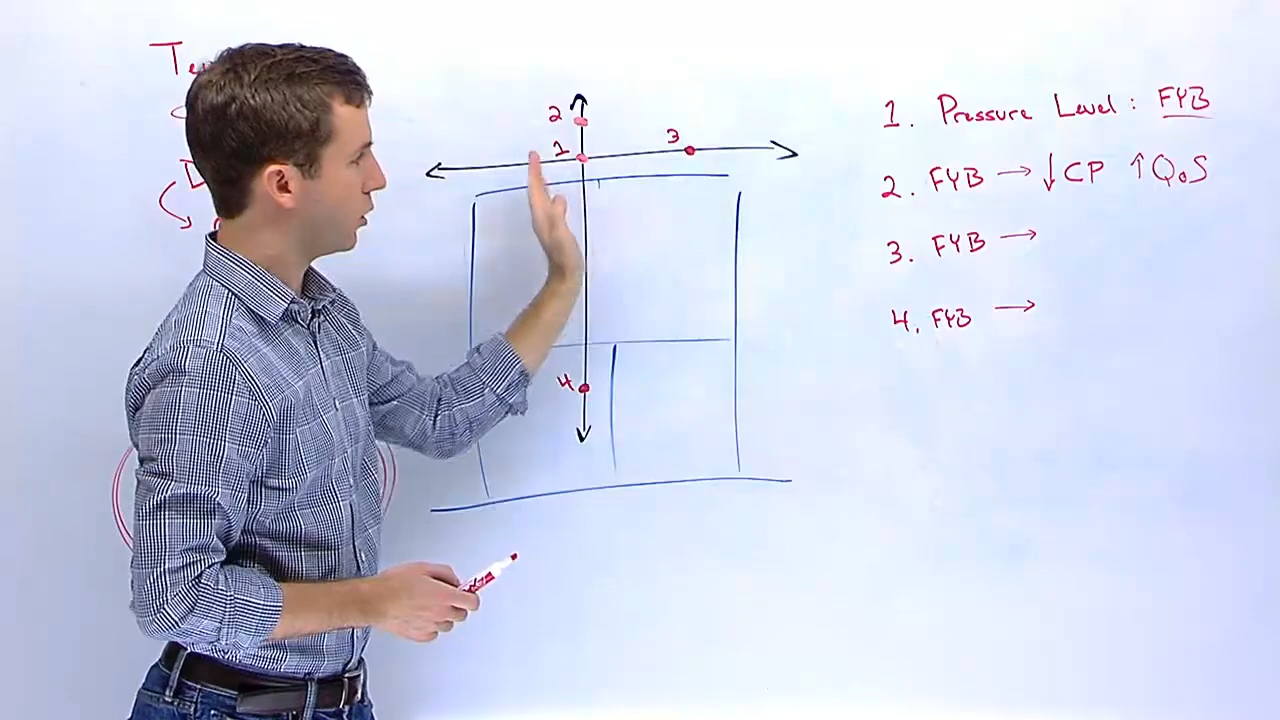 2
1
3
4
1. Pressure Level: FYB
2. FYB → ↓ CP ↑ QoS
3. FYB →
4. FYB →